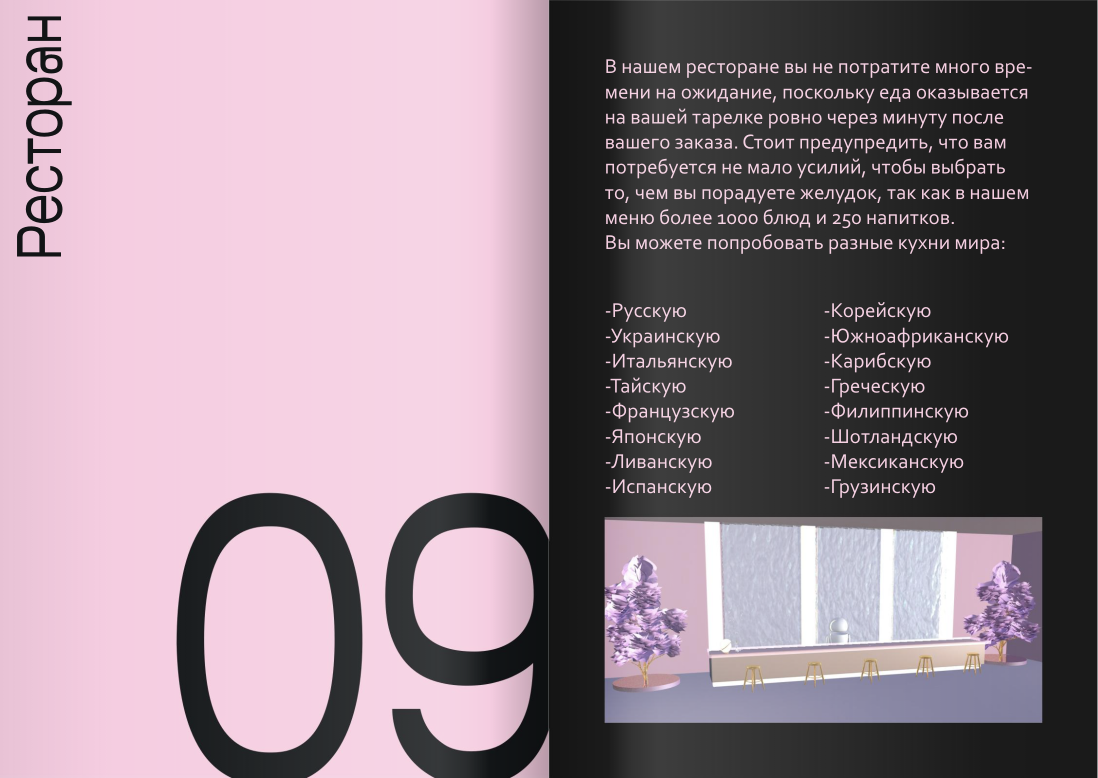 Ресторан
09
В нашем ресторане вы не потратите много вре-
мени на ожидание, поскольку еда оказывается
на вашей тарелке ровно через минуту после
вашего заказа. Стоит предупредить, что вам
потребуется не мало усилий, чтобы выбрать
то, чем вы порадуете желудок, так как в нашем
меню более 1000 блюд и 250 напитков.
Вы можете попробовать разные кухни мира:
-Русскую
-Украинскую
-Итальянскую
-Тайскую
-Французскую
-Японскую
-Ливанскую
-Испанскую
-Корейскую
-Южноафриканскую
-Карибскую
-Греческую
-Филиппинскую
-Шотландскую
-Мексиканскую
-Грузинскую